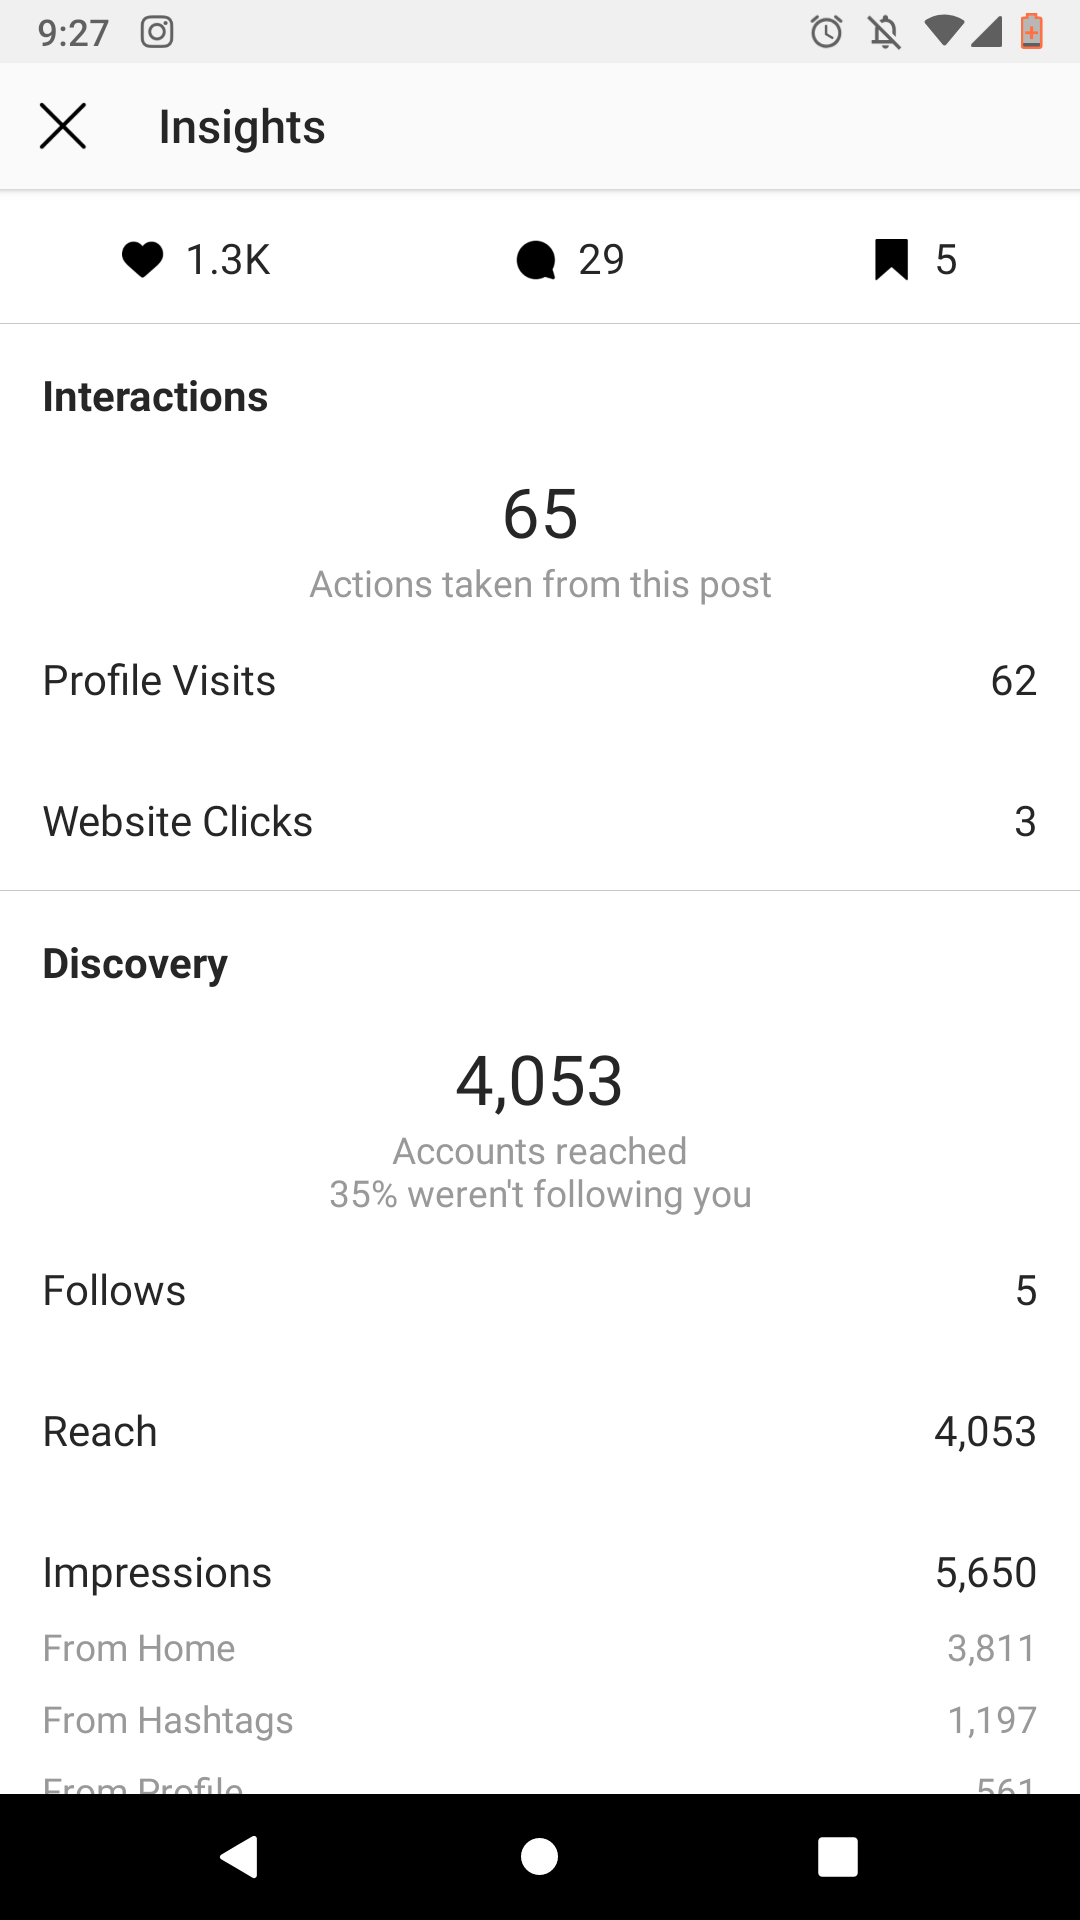 9:27
Insights
1.3K 29 5
Interactions
65
Actions taken from this post
Profile Visits 62
Website Clicks 3
Discovery
4,053
Accounts reached
35% weren't following you
Follows 5
Reach 4,053
Impressions 5,650
From Home 3,811
From Hashtags 1,197
From Profile 561